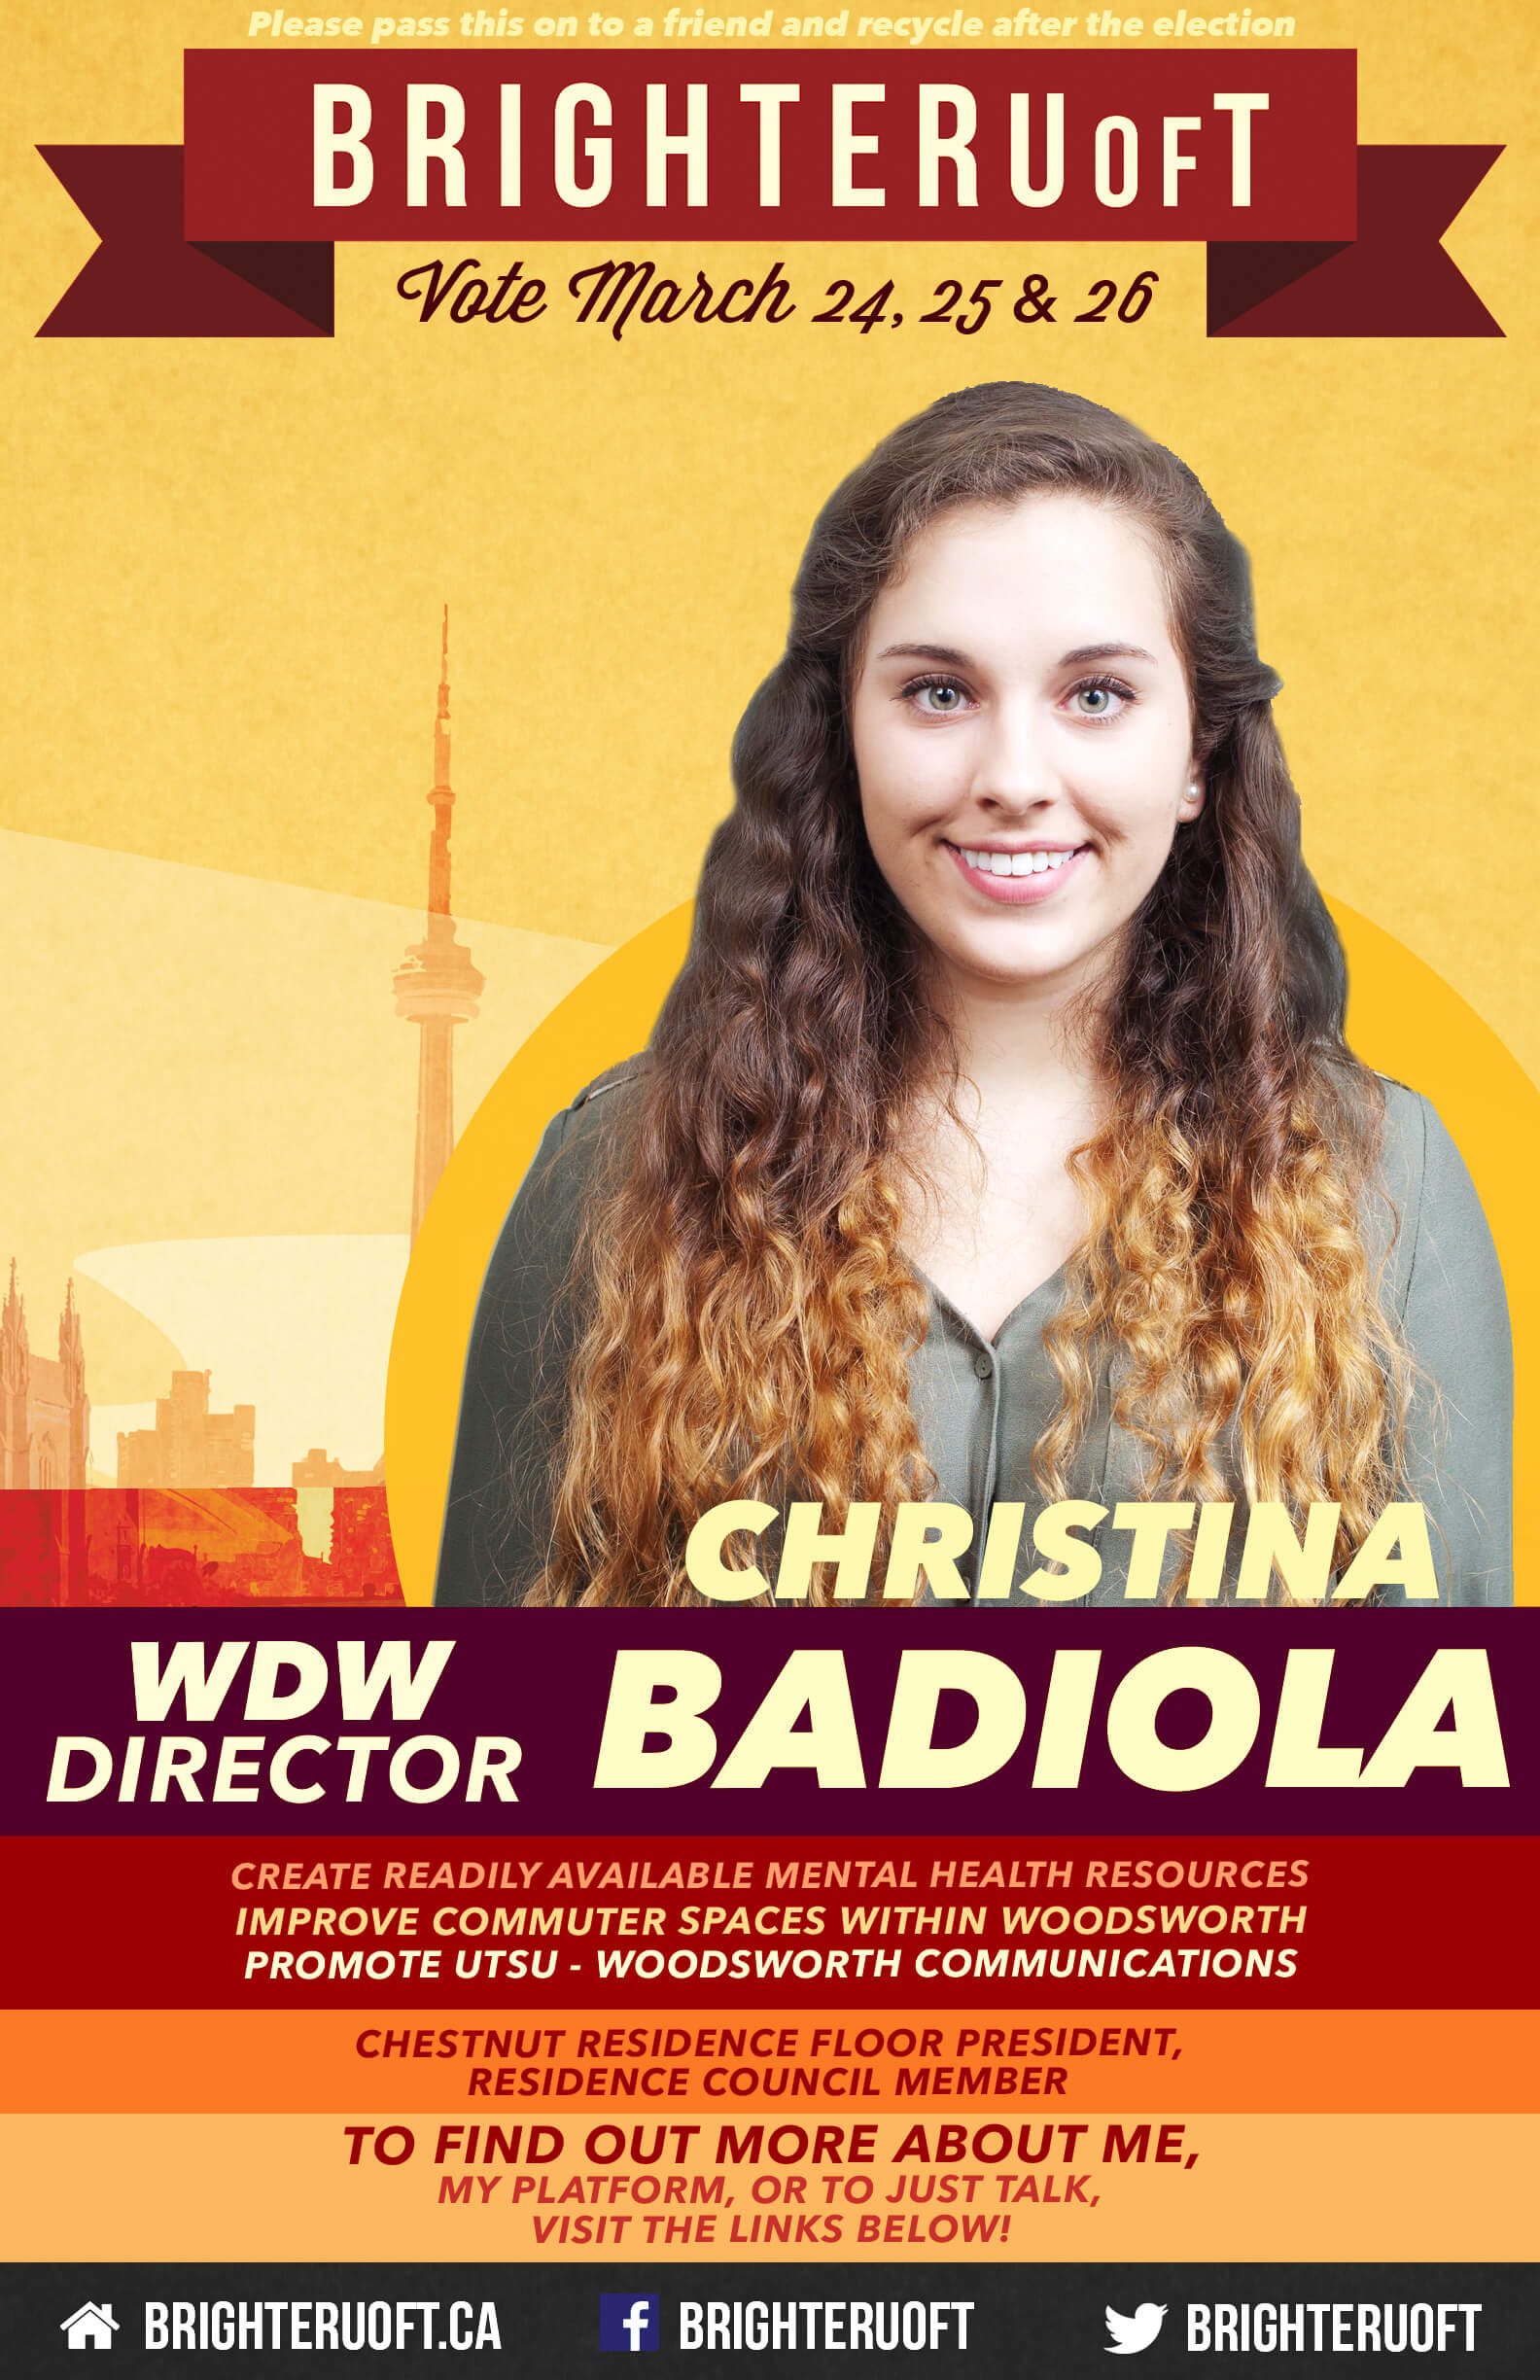 Please pass this on to a friend and recycle after the election
BRIGHTERUOFT
Vote March 24, 25 & 26
CHRISTINA
BADIOLA
WDW
DIRECTOR
CREATE READILY AVAILABLE MENTAL HEALTH RESOURCES
IMPROVE COMMUTER SPACES WITHIN WOODSWORTH
PROMOTE UTSU - WOODSWORTH COMMUNICATIONS
CHESTNUT RESIDENCE FLOOR PRESIDENT,
RESIDENCE COUNCIL MEMBER
TO FIND OUT MORE ABOUT ME,
MY PLATFORM, OR TO JUST TALK,
VISIT THE LINKS BELOW!
BRIGHTERUOFT.CA
f BRIGHTERUOFT
BRIGHTERUOFT